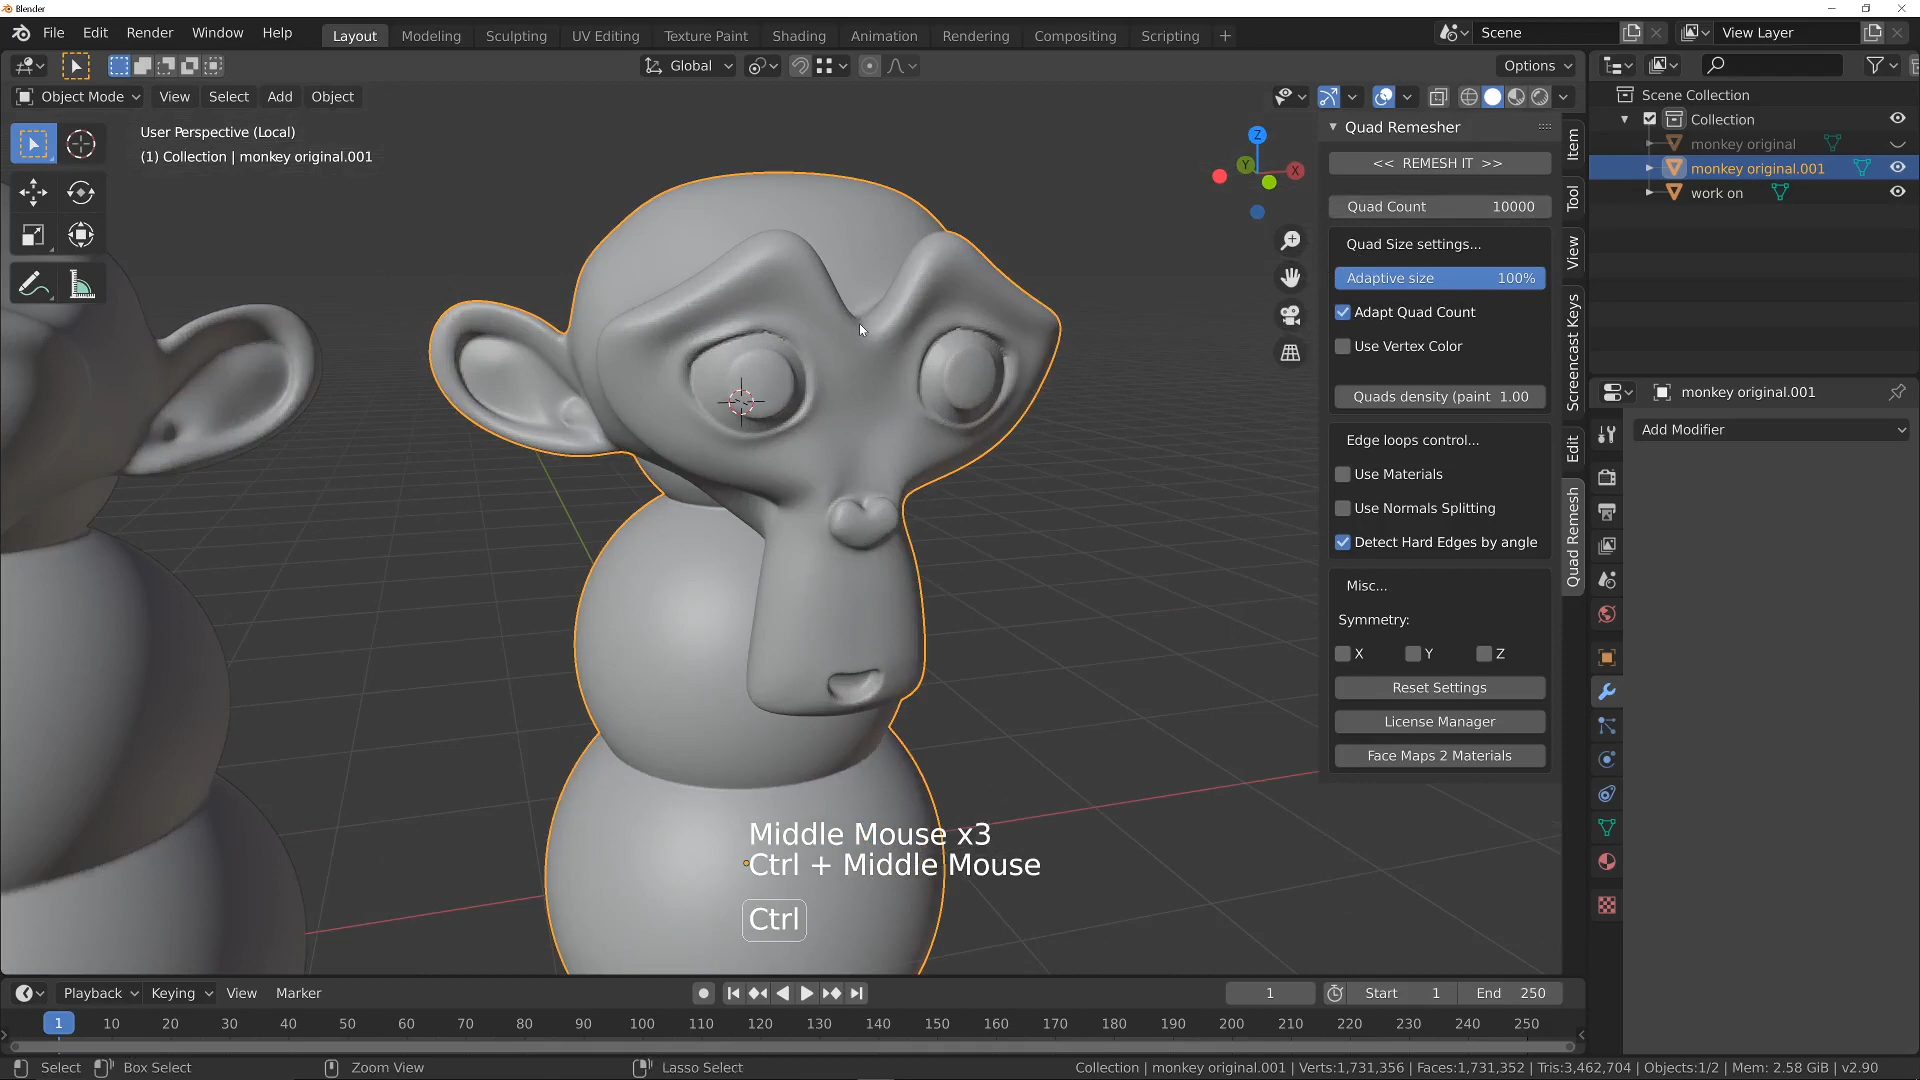 Blender
File Edit Render Window Help
Layout Modeling Sculpting UV Editing Texture Paint Shading Animation Rendering Compositing Scripting
Scene
View Layer
Global
Options
Object Mode View Select Add Object
User Perspective (Local)
(1) Collection | monkey original.001
Z
Y
X
Quad Remesher
<< REMESH IT >>
Quad Count 10000
Quad Size settings...
Adaptive size 100%
Adapt Quad Count
Use Vertex Color
Quads density (paint 1.00
Edge loops control...
Use Materials
Use Normals Splitting
Detect Hard Edges by angle
Misc...
Symmetry:
X Y Z
Reset Settings
License Manager
Face Maps 2 Materials
Item
Tool
View
Screencast Keys
Edit
Quad Remesh
Scene Collection
Collection
monkey original
monkey original.001
work on
monkey original.001
Add Modifier
Middle Mouse x3
Ctrl + Middle Mouse
Ctrl
Playback Keying View Marker
1
Start 1
End 250
1 10 20 30 40 50 60 70 80 90 100 110 120 130 140 150 160 170 180 190 200 210 220 230 240 250
Select Box Select Zoom View Lasso Select
Collection | monkey original.001 | Verts:1,731,356 | Faces:1,731,352 | Tris:3,462,704 | Objects:1/2 | Mem: 2.58 GiB | v2.90